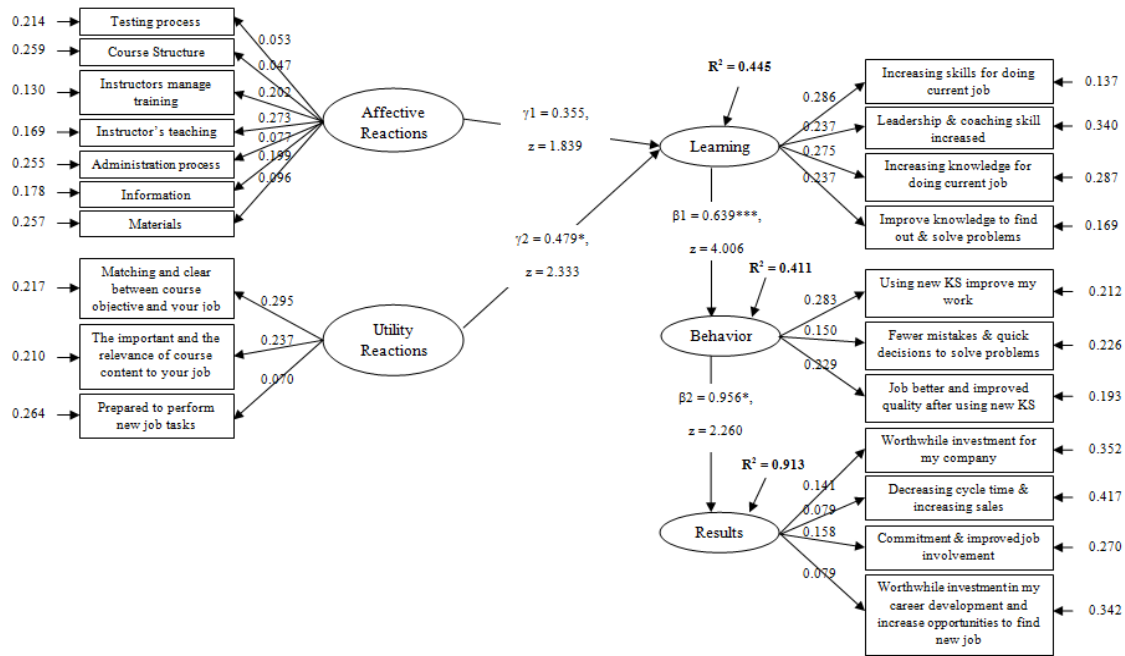 0.214
Testing process
0.053
0.259
Course Structure
0.047
0.130
Instructors manage
training
0.202
0.169
Instructor's teaching
0.273
0.255
Administration process
0.077
0.178
Information
0.199
0.257
Materials
0.096
Affective
Reactions
0.217
Matching and clear
between course
objective and your job
0.295
0.210
The important and the
relevance of course
content to your job
0.237
0.264
Prepared to perform
new job tasks
0.070
Utility
Reactions
γ1 = 0.355,
z = 1.839
γ2 = 0.479*,
z = 2.333
R² = 0.445
Learning
0.286
Increasing skills for doing
current job
0.137
0.237
Leadership & coaching skill
increased
0.340
0.275
Increasing knowledge for
doing current job
0.287
0.237
Improve knowledge to find
out & solve problems
0.169
β1 = 0.639***,
z = 4.006
R² = 0.411
Behavior
0.283
Using new KS improve my
work
0.212
0.150
Fewer mistakes & quick
decisions to solve problems
0.226
0.229
Job better and improved
quality after using new KS
0.193
β2 = 0.956*,
z = 2.260
R² = 0.913
Results
0.141
Worthwhile investment for
my company
0.352
0.079
Decreasing cycle time &
increasing sales
0.417
0.158
Commitment & improved job
involvement
0.270
0.079
Worthwhile investment in my
career development and
increase opportunities to find
new job
0.342